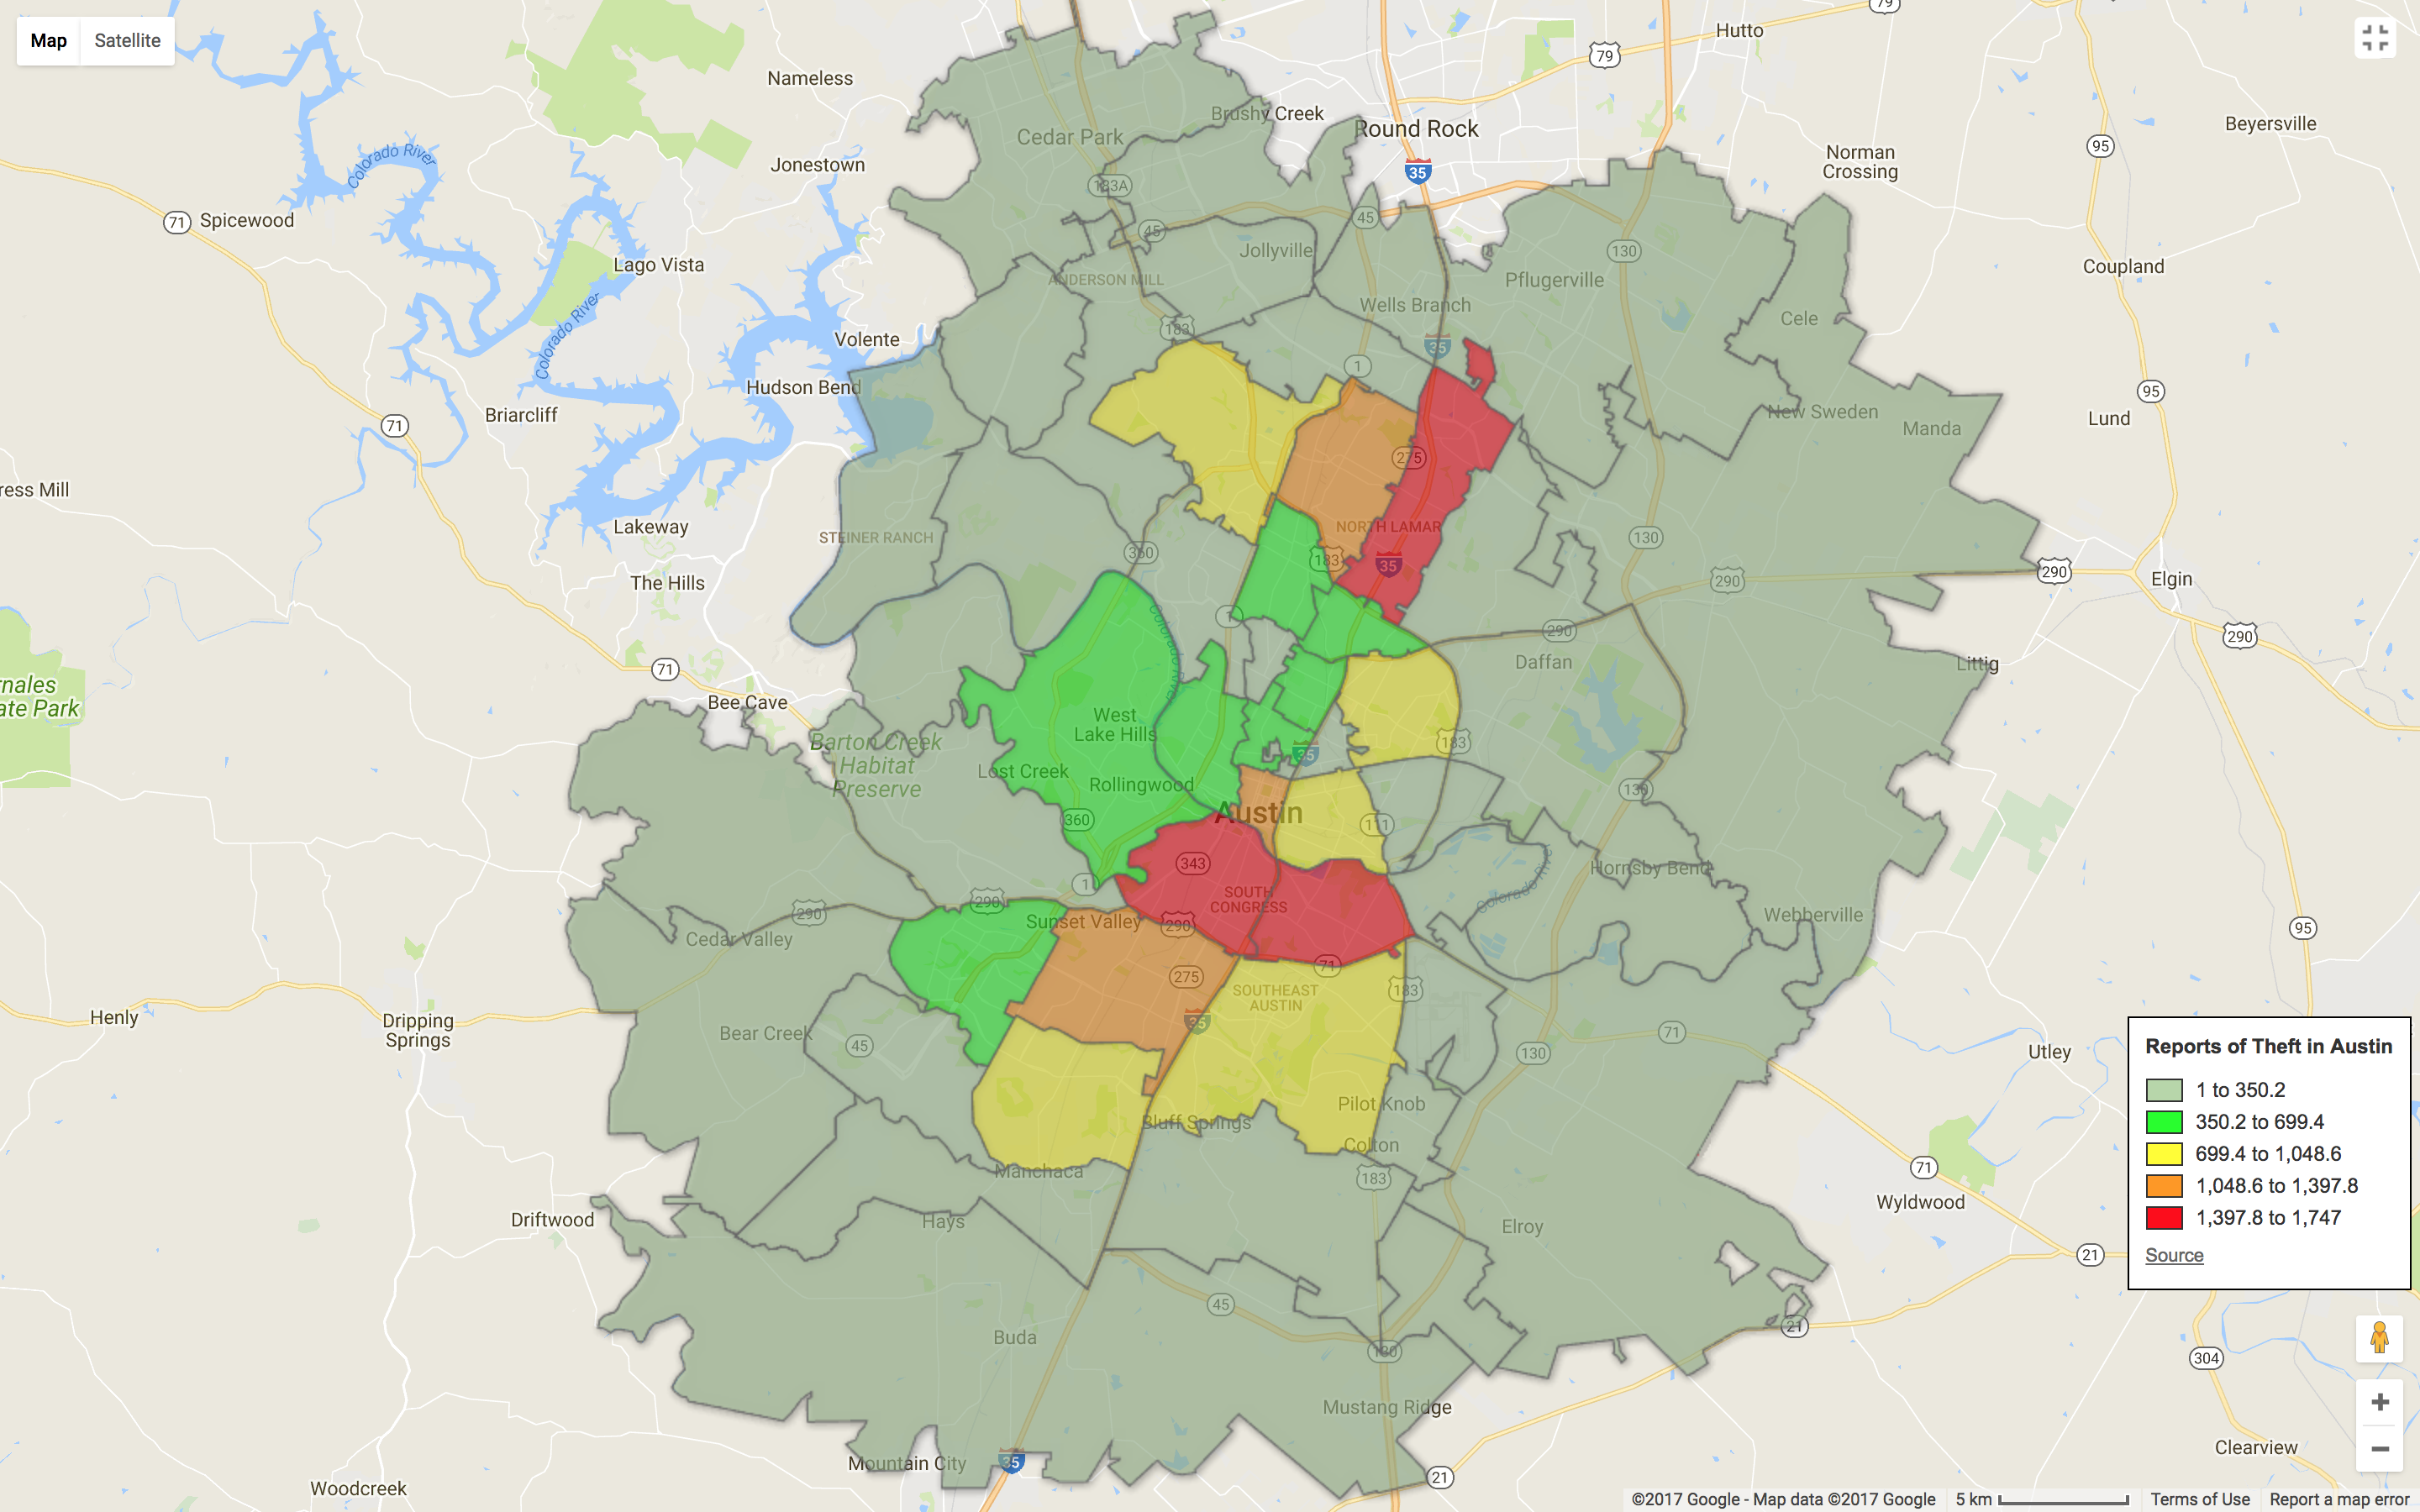 Map
Satellite
79
Hutto
79
Nameless
Brushy Creek
Round Rock
Beyersville
Cedar Park
95
Norman
Crossing
Jonestown
35
Colorado River
183A
71
Spicewood
45
45
Jollyville
130
Coupland
Lago Vista
ANDERSON MILL
Pflugerville
Wells Branch
Cele
Colorado River
183
Volente
35
1
Hudson Bend
95
Briarcliff
New Sweden
Lund
71
Manda
275
ress Mill
Lakeway
STEINER RANCH
NORTH LAMAR
130
360
183
35
290
290
Elgin
The Hills
Colorado River
1
290
290
Daffan
71
Littig
rnales
ate Park
Bee Cave
West
Lake Hills
Barton Creek
Habitat
Preserve
183
35
Lost Creek
Rollingwood
130
Austin
360
111
343
Hornsby Bend
1
SOUTH
CONGRESS
Colorado River
290
290
Sunset Valley
290
Webberville
95
Cedar Valley
71
275
SOUTHEAST
AUSTIN
183
Henly
Dripping
Springs
Bear Creek
35
45
71
130
Utley
Pilot Knob
Bluff Springs
Colton
Manchaca
183
71
Wyldwood
Driftwood
Hays
Elroy
21
45
21
Buda
130
304
Mustang Ridge
Clearview
Mountain City
35
21
Woodcreek
Reports of Theft in Austin
1 to 350.2
350.2 to 699.4
699.4 to 1,048.6
1,048.6 to 1,397.8
1,397.8 to 1,747
Source
+
−
©2017 Google - Map data ©2017 Google
5 km
Terms of Use
Report a map error